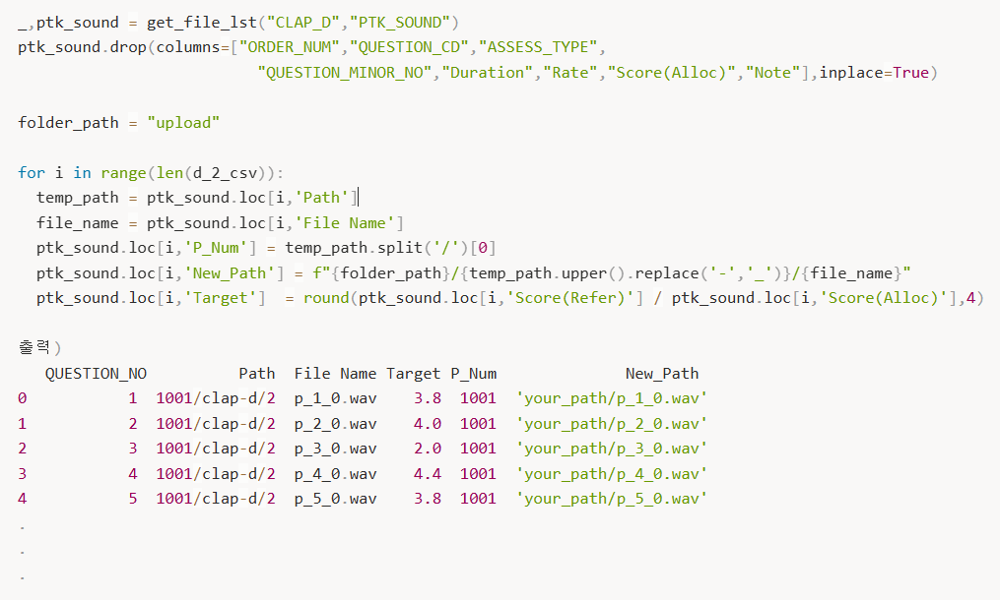 _,ptk_sound = get_file_lst("CLAP_D","PTK_SOUND")
ptk_sound.drop(columns=["ORDER_NUM","QUESTION_CD","ASSESS_TYPE",
                          "QUESTION_MINOR_NO","Duration","Rate","Score(Alloc)","Note"],inplace=True)

folder_path = "upload"

for i in range(len(d_2_csv)):
  temp_path = ptk_sound.loc[i,'Path']
  file_name = ptk_sound.loc[i,'File Name']
  ptk_sound.loc[i,'P_Num'] = temp_path.split('/')[0]
  ptk_sound.loc[i,'New_Path'] = f"{folder_path}/{temp_path.upper().replace('-','_')}/{file_name}"
  ptk_sound.loc[i,'Target']  = round(ptk_sound.loc[i,'Score(Refer)'] / ptk_sound.loc[i,'Score(Alloc)'],4)

출력)
   QUESTION_NO          Path  File Name Target P_Num              New_Path
0            1  1001/clap-d/2  p_1_0.wav    3.8  1001  'your_path/p_1_0.wav'
1            2  1001/clap-d/2  p_2_0.wav    4.0  1001  'your_path/p_2_0.wav'
2            3  1001/clap-d/2  p_3_0.wav    2.0  1001  'your_path/p_3_0.wav'
3            4  1001/clap-d/2  p_4_0.wav    4.4  1001  'your_path/p_4_0.wav'
4            5  1001/clap-d/2  p_5_0.wav    3.8  1001  'your_path/p_5_0.wav'
.
.
.